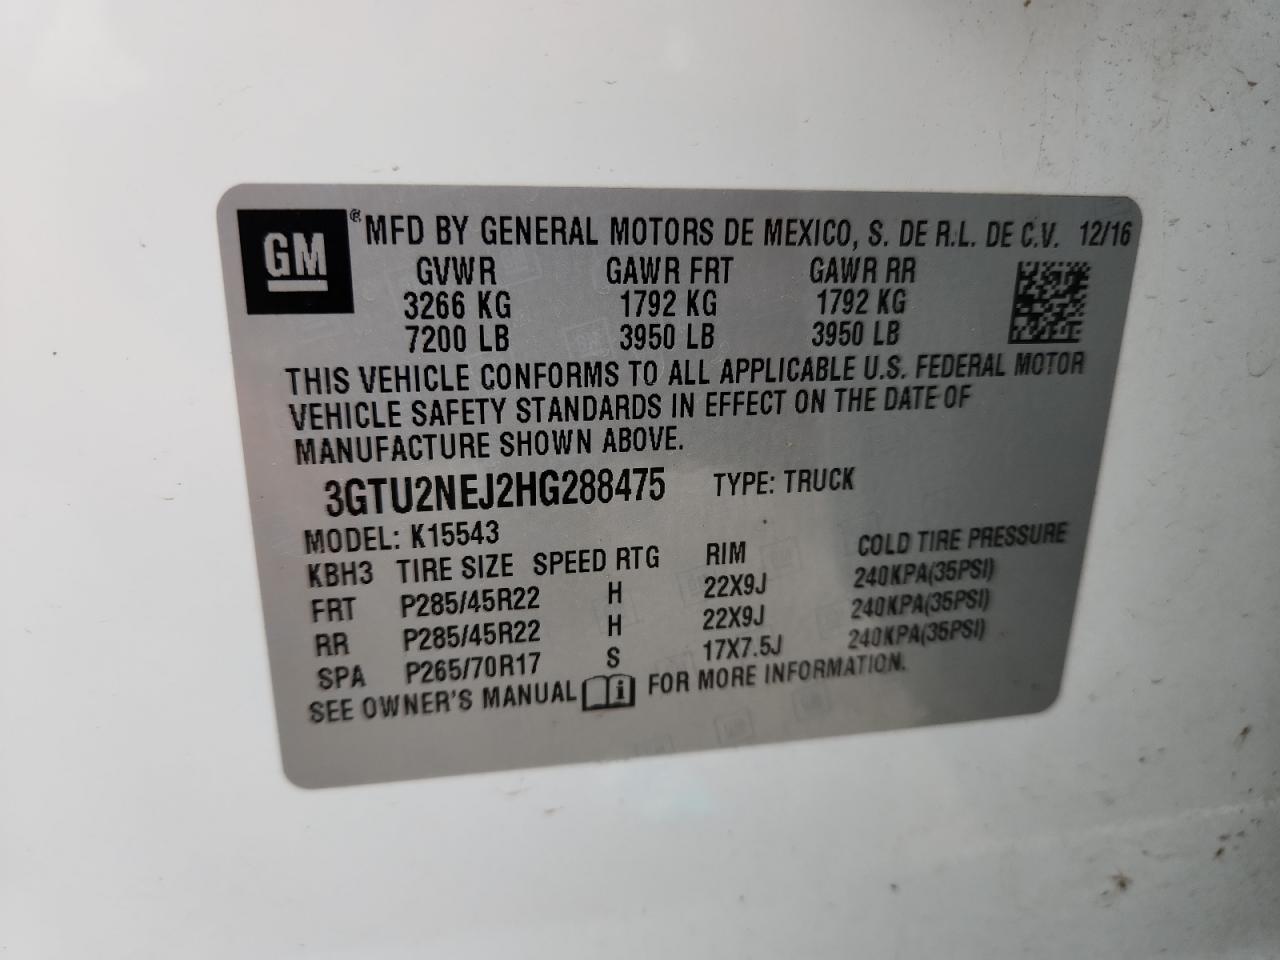 GM ® MFD BY GENERAL MOTORS DE MEXICO, S. DE R.L. DE C.V. 12/16
GVWR GAWR FRT GAWR RR
3266 KG 1792 KG 1792 KG
7200 LB 3950 LB 3950 LB
THIS VEHICLE CONFORMS TO ALL APPLICABLE U.S. FEDERAL MOTOR
VEHICLE SAFETY STANDARDS IN EFFECT ON THE DATE OF
MANUFACTURE SHOWN ABOVE.
3GTU2NEJ2HG288475 TYPE: TRUCK
MODEL: K15543
KBH3 TIRE SIZE SPEED RTG RIM COLD TIRE PRESSURE
FRT P285/45R22 H 22X9J 240KPA(35PSI)
RR P285/45R22 H 22X9J 240KPA(35PSI)
SPA P265/70R17 S 17X7.5J 240KPA(35PSI)
SEE OWNER'S MANUAL i FOR MORE INFORMATION.